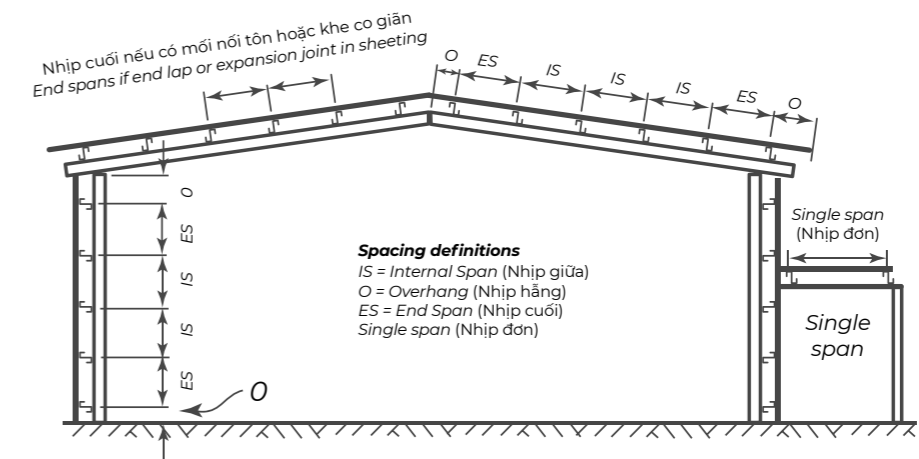 Nhịp cuối nếu có mối nối tôn hoặc khe co giãn
End spans if end lap or expansion joint in sheeting
O
ES
IS
IS
IS
ES
O
O
ES
IS
IS
ES
O
Spacing definitions
IS = Internal Span (Nhịp giữa)
O = Overhang (Nhịp hẫng)
ES = End Span (Nhịp cuối)
Single span (Nhịp đơn)
Single span
(Nhịp đơn)
Single
span